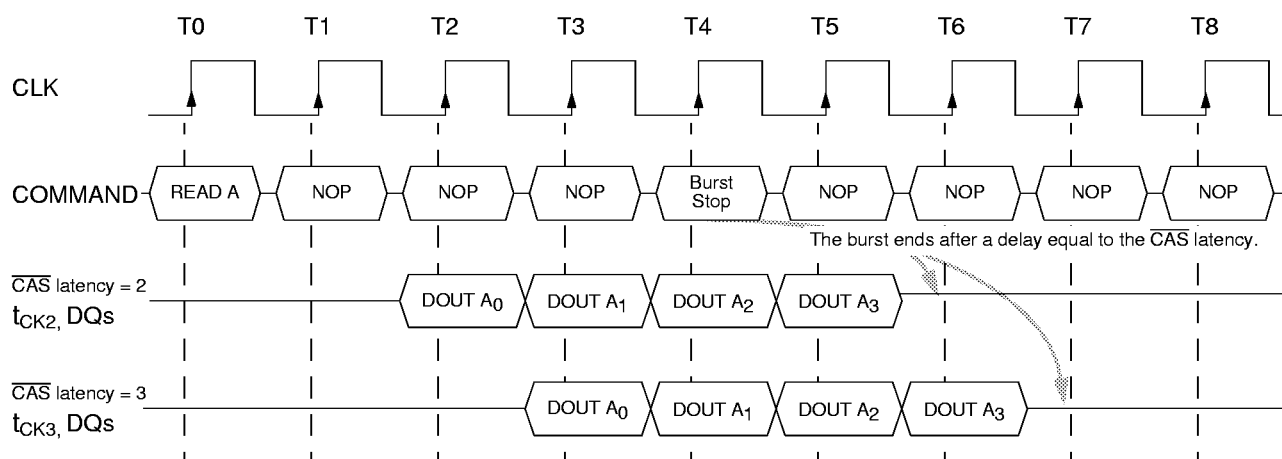 T0 T1 T2 T3 T4 T5 T6 T7 T8
CLK
COMMAND READ A NOP NOP NOP Burst Stop NOP NOP NOP NOP
The burst ends after a delay equal to the CAS latency.
CAS latency = 2
tCK2, DQs DOUT A0 DOUT A1 DOUT A2 DOUT A3
CAS latency = 3
tCK3, DQs DOUT A0 DOUT A1 DOUT A2 DOUT A3